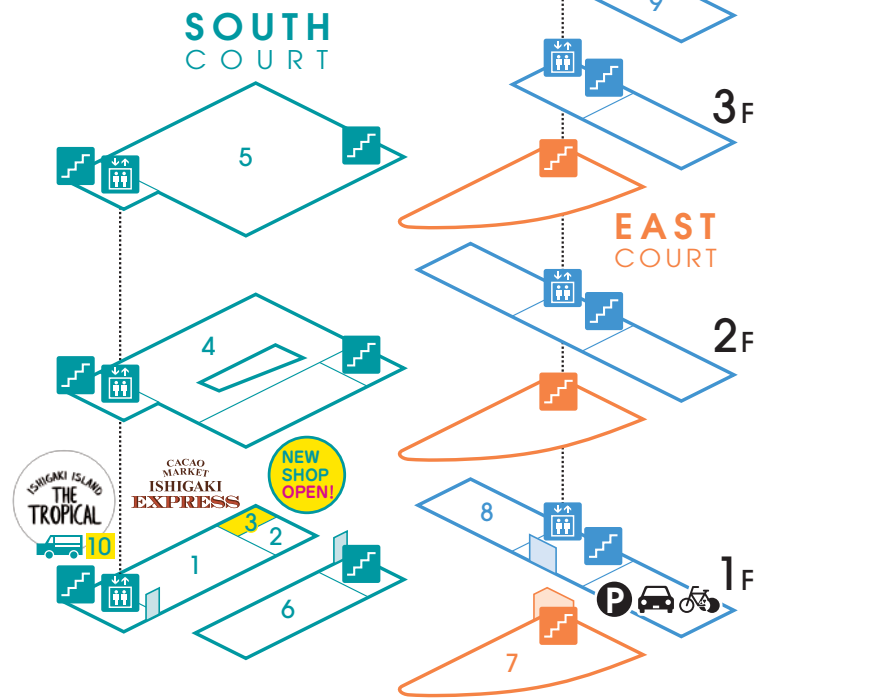 SOUTH
COURT
9
3F
5
EAST
COURT
2F
4
NEW
SHOP
OPEN!
CACAO
MARKET
ISHIGAKI
EXPRESS
ISHIGAKI ISLAND
THE
TROPICAL
10
3
2
1
8
1F
P
6
7